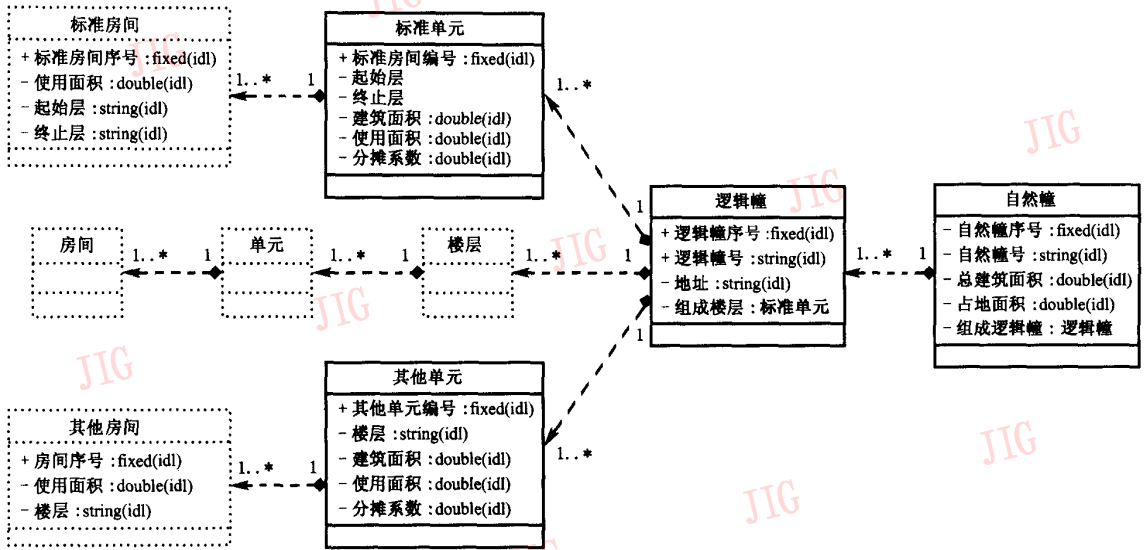 标准房间
+ 标准房间序号 :fixed(idl)
- 使用面积 :double(idl)
- 起始层 :string(idl)
- 终止层 :string(idl)
1..*
1
标准单元
+ 标准房间编号 :fixed(idl)
- 起始层
- 终止层
- 建筑面积 :double(idl)
- 使用面积 :double(idl)
- 分摊系数 :double(idl)
1..*
1
房间
1..*
1
单元
1..*
1
楼层
1..*
1
逻辑幢
+ 逻辑幢序号 :fixed(idl)
+ 逻辑幢号 :string(idl)
- 地址 :string(idl)
- 组成楼层 : 标准单元
1..*
1
自然幢
- 自然幢序号 :fixed(idl)
- 自然幢号 :string(idl)
- 总建筑面积 :double(idl)
- 占地面积 :double(idl)
- 组成逻辑幢 : 逻辑幢
1
1..*
其他单元
+ 其他单元编号 :fixed(idl)
- 楼层 :string(idl)
- 建筑面积 :double(idl)
- 使用面积 :double(idl)
- 分摊系数 :double(idl)
1..*
1
其他房间
+ 房间序号 :fixed(idl)
- 使用面积 :double(idl)
- 楼层 :string(idl)
JIG
JIG
JIG
JIG
JIG
JIG
JIG
JIG
JIG